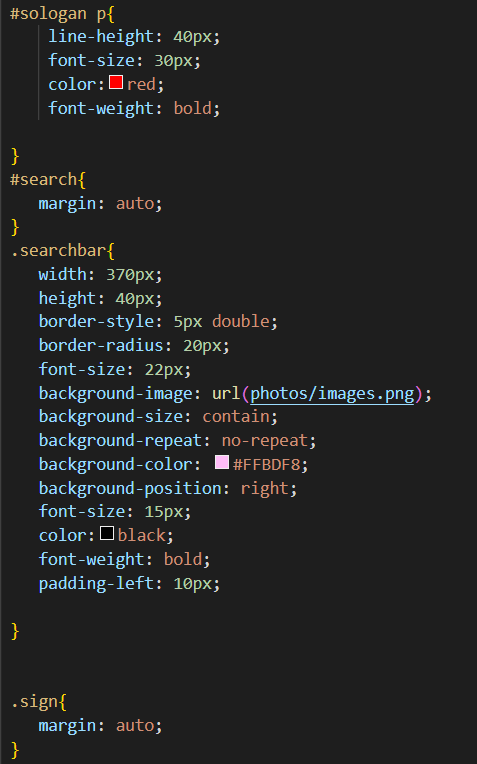 #sologan p{
line-height: 40px;
font-size: 30px;
color:red;
font-weight: bold;
}
#search{
margin: auto;
}
.searchbar{
width: 370px;
height: 40px;
border-style: 5px double;
border-radius: 20px;
font-size: 22px;
background-image: url(photos/images.png);
background-size: contain;
background-repeat: no-repeat;
background-color: #FFBDF8;
background-position: right;
font-size: 15px;
color:black;
font-weight: bold;
padding-left: 10px;
}
.sign{
margin: auto;
}